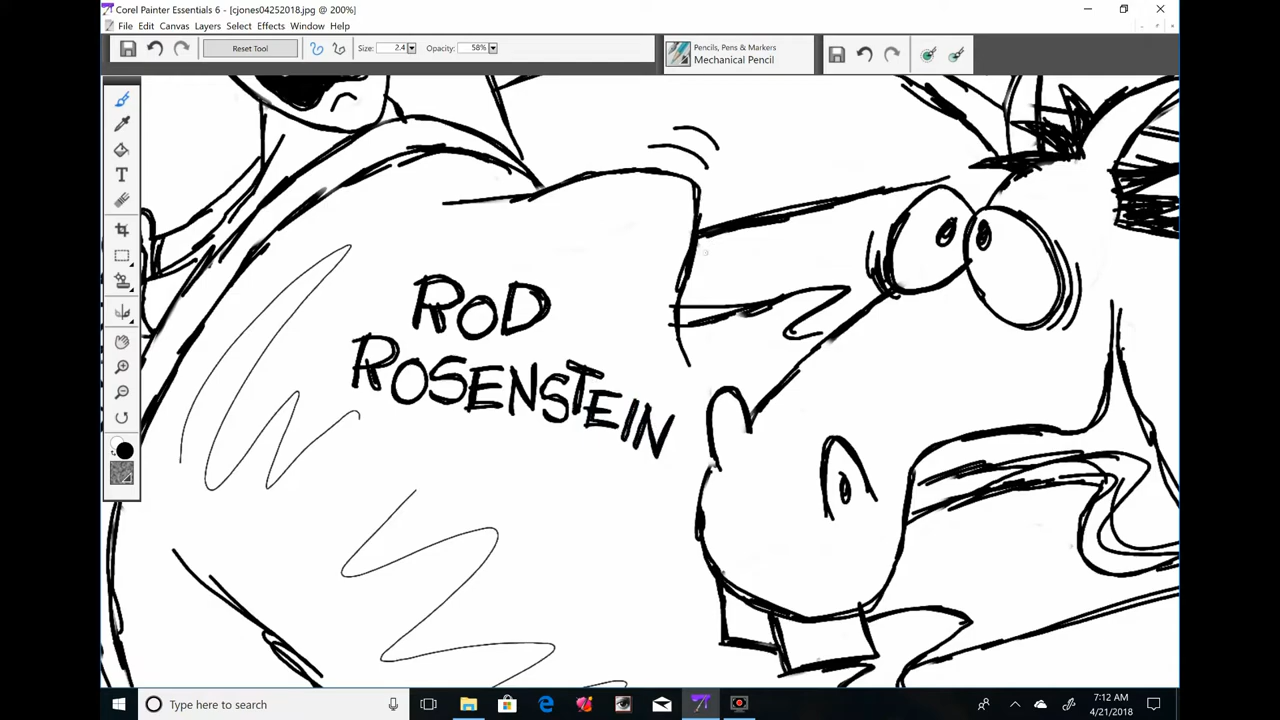 Corel Painter Essentials 6 - [cjones04252018.jpg @ 200%]
File Edit Canvas Layers Select Effects Window Help
Reset Tool Size: 2.4 Opacity: 58%
Pencils, Pens & Markers
Mechanical Pencil
ROD
ROSENSTEIN
Type here to search
7:12 AM
4/21/2018